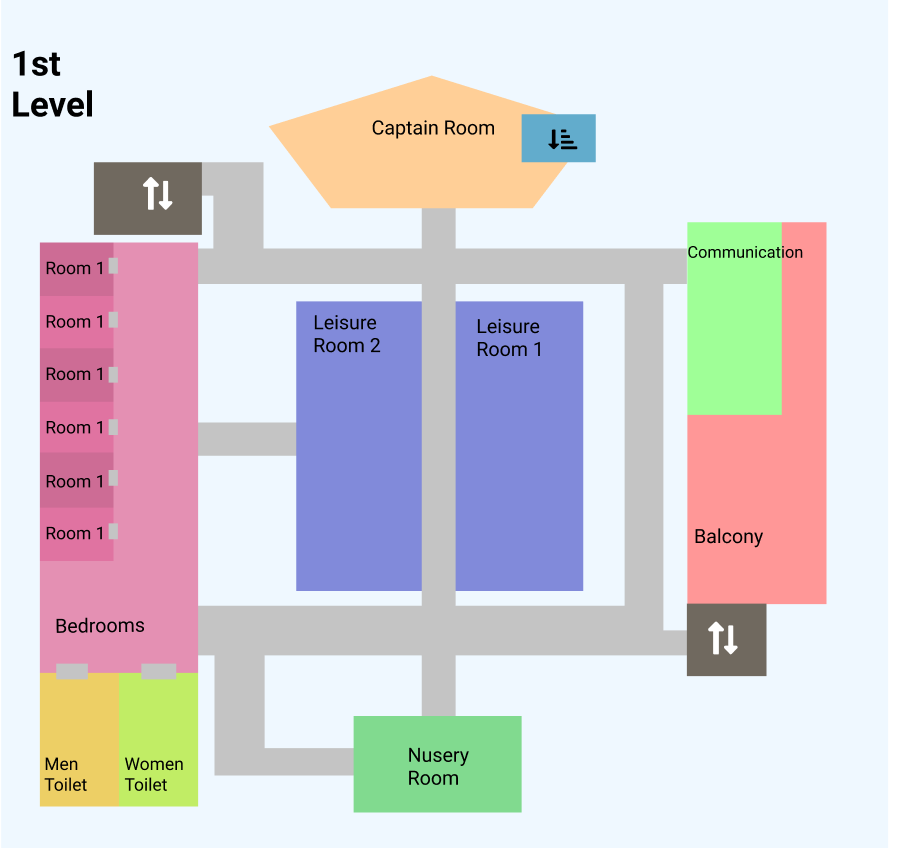 1st
Level
Captain Room
Communication
Room 1
Room 1
Room 1
Room 1
Room 1
Room 1
Leisure
Room 2
Leisure
Room 1
Balcony
Bedrooms
Men
Toilet
Women
Toilet
Nusery
Room